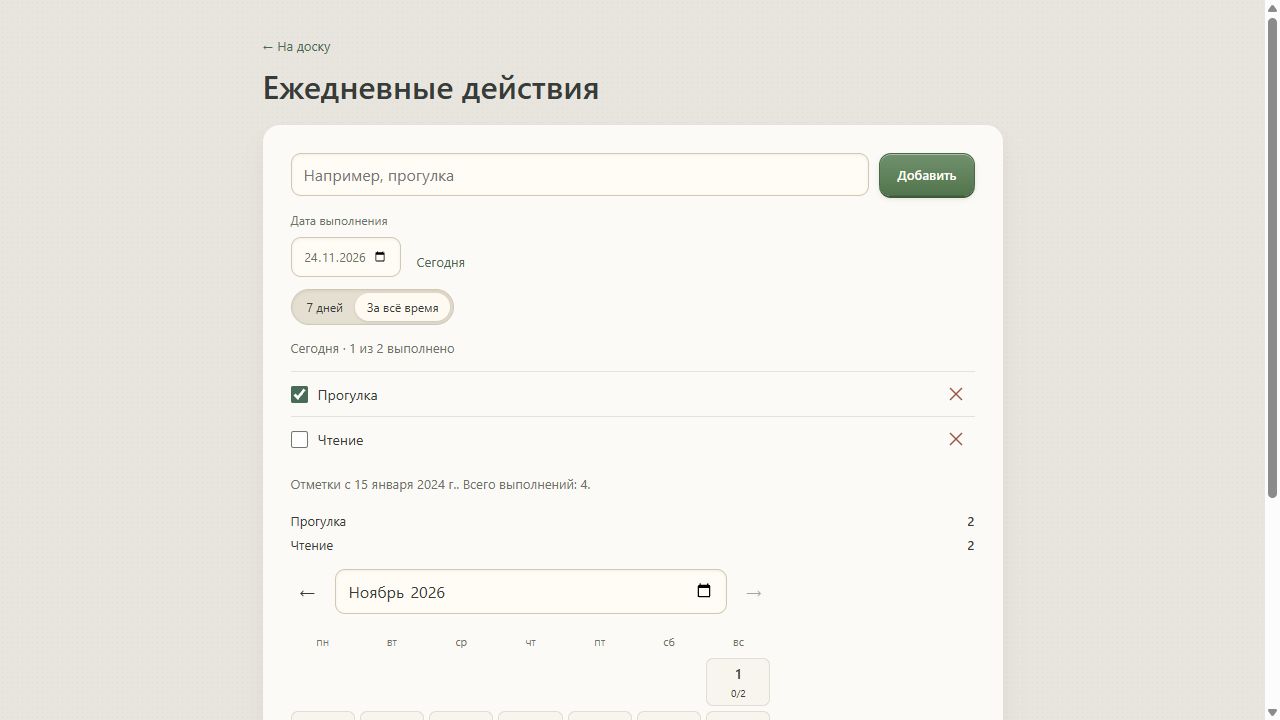 ← На доску
Ежедневные действия
Например, прогулка
Добавить
Дата выполнения
24.11.2026
Сегодня
7 дней
За всё время
Сегодня · 1 из 2 выполнено
Прогулка
Чтение
Отметки с 15 января 2024 г.. Всего выполнений: 4.
Прогулка 2
Чтение 2
← Ноябрь 2026 →
пн вт ср чт пт сб вс
1
0/2